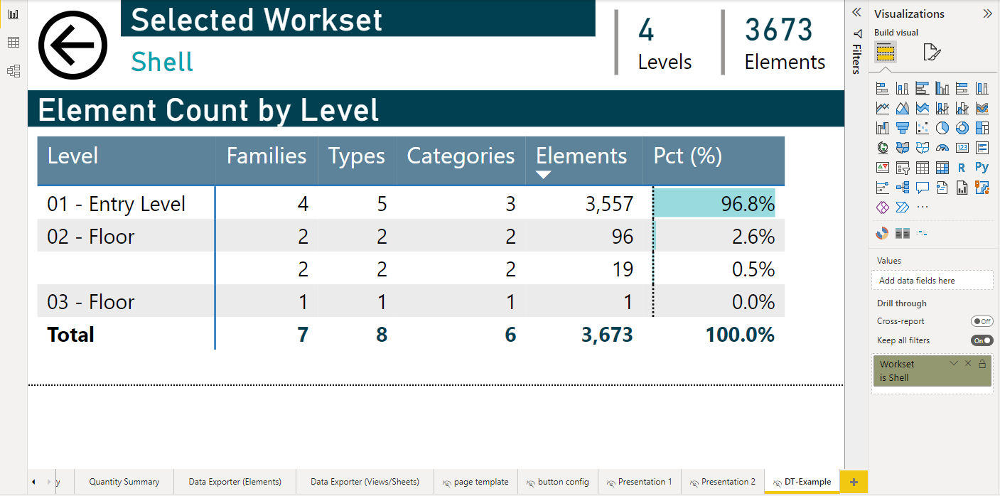 Selected Workset
Shell
4
Levels
3673
Elements
Element Count by Level
Level Families Types Categories Elements Pct (%)
01 - Entry Level 4 5 3 3,557 96.8%
02 - Floor 2 2 2 96 2.6%
2 2 2 19 0.5%
03 - Floor 1 1 1 1 0.0%
Total 7 8 6 3,673 100.0%
Filters
Visualizations
Build visual
123
R Py
...
Values
Add data fields here
Drill through
Cross-report Off
Keep all filters On
Workset
is Shell
y Quantity Summary Data Exporter (Elements) Data Exporter (Views/Sheets) page template button config Presentation 1 Presentation 2 DT-Example +